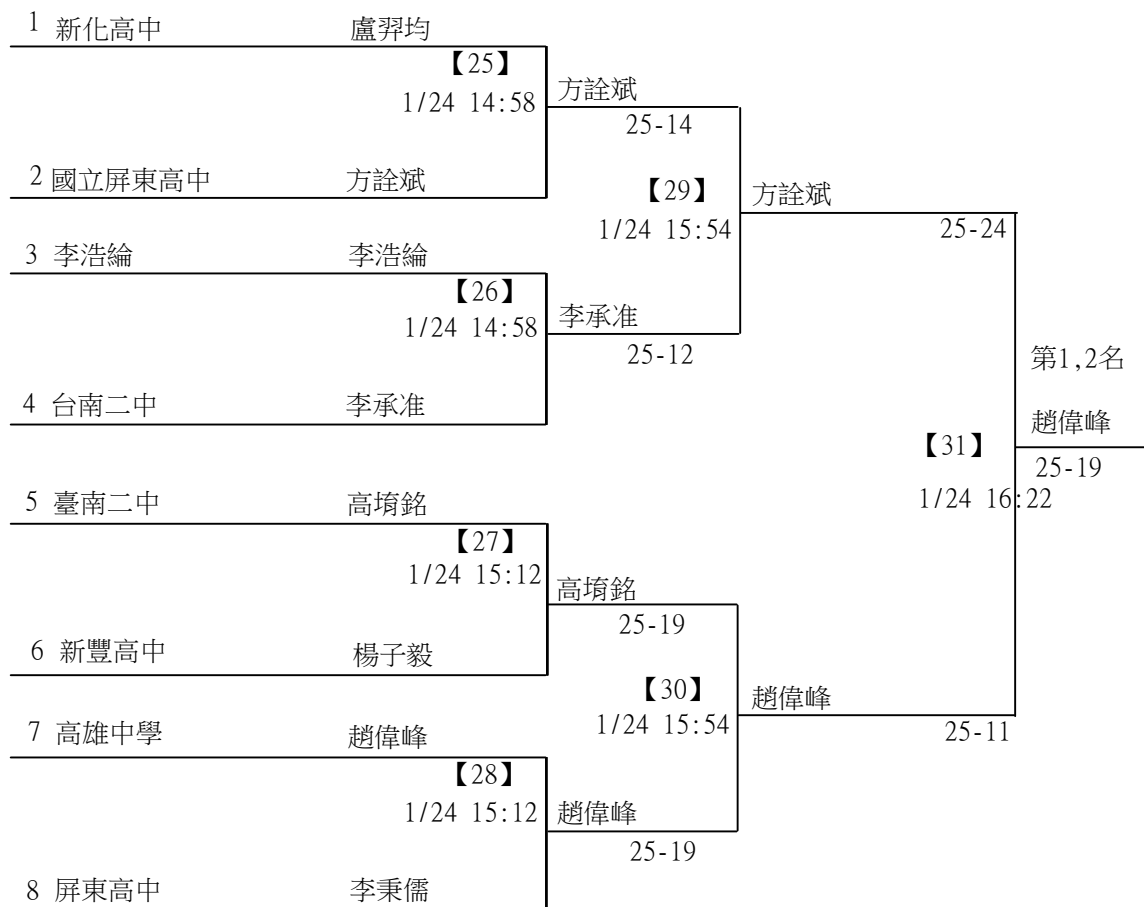 1 新化高中 盧羿均
【25】
1/24 14:58
方詮斌
25-14
2 國立屏東高中 方詮斌
【29】
1/24 15:54
方詮斌
25-24
3 李浩綸 李浩綸
【26】
1/24 14:58
李承准
25-12
4 台南二中 李承准
第1,2名
趙偉峰
25-19
【31】
1/24 16:22
5 臺南二中 高堉銘
【27】
1/24 15:12
高堉銘
25-19
6 新豐高中 楊子毅
【30】
1/24 15:54
趙偉峰
25-11
7 高雄中學 趙偉峰
【28】
1/24 15:12
趙偉峰
25-19
8 屏東高中 李秉儒